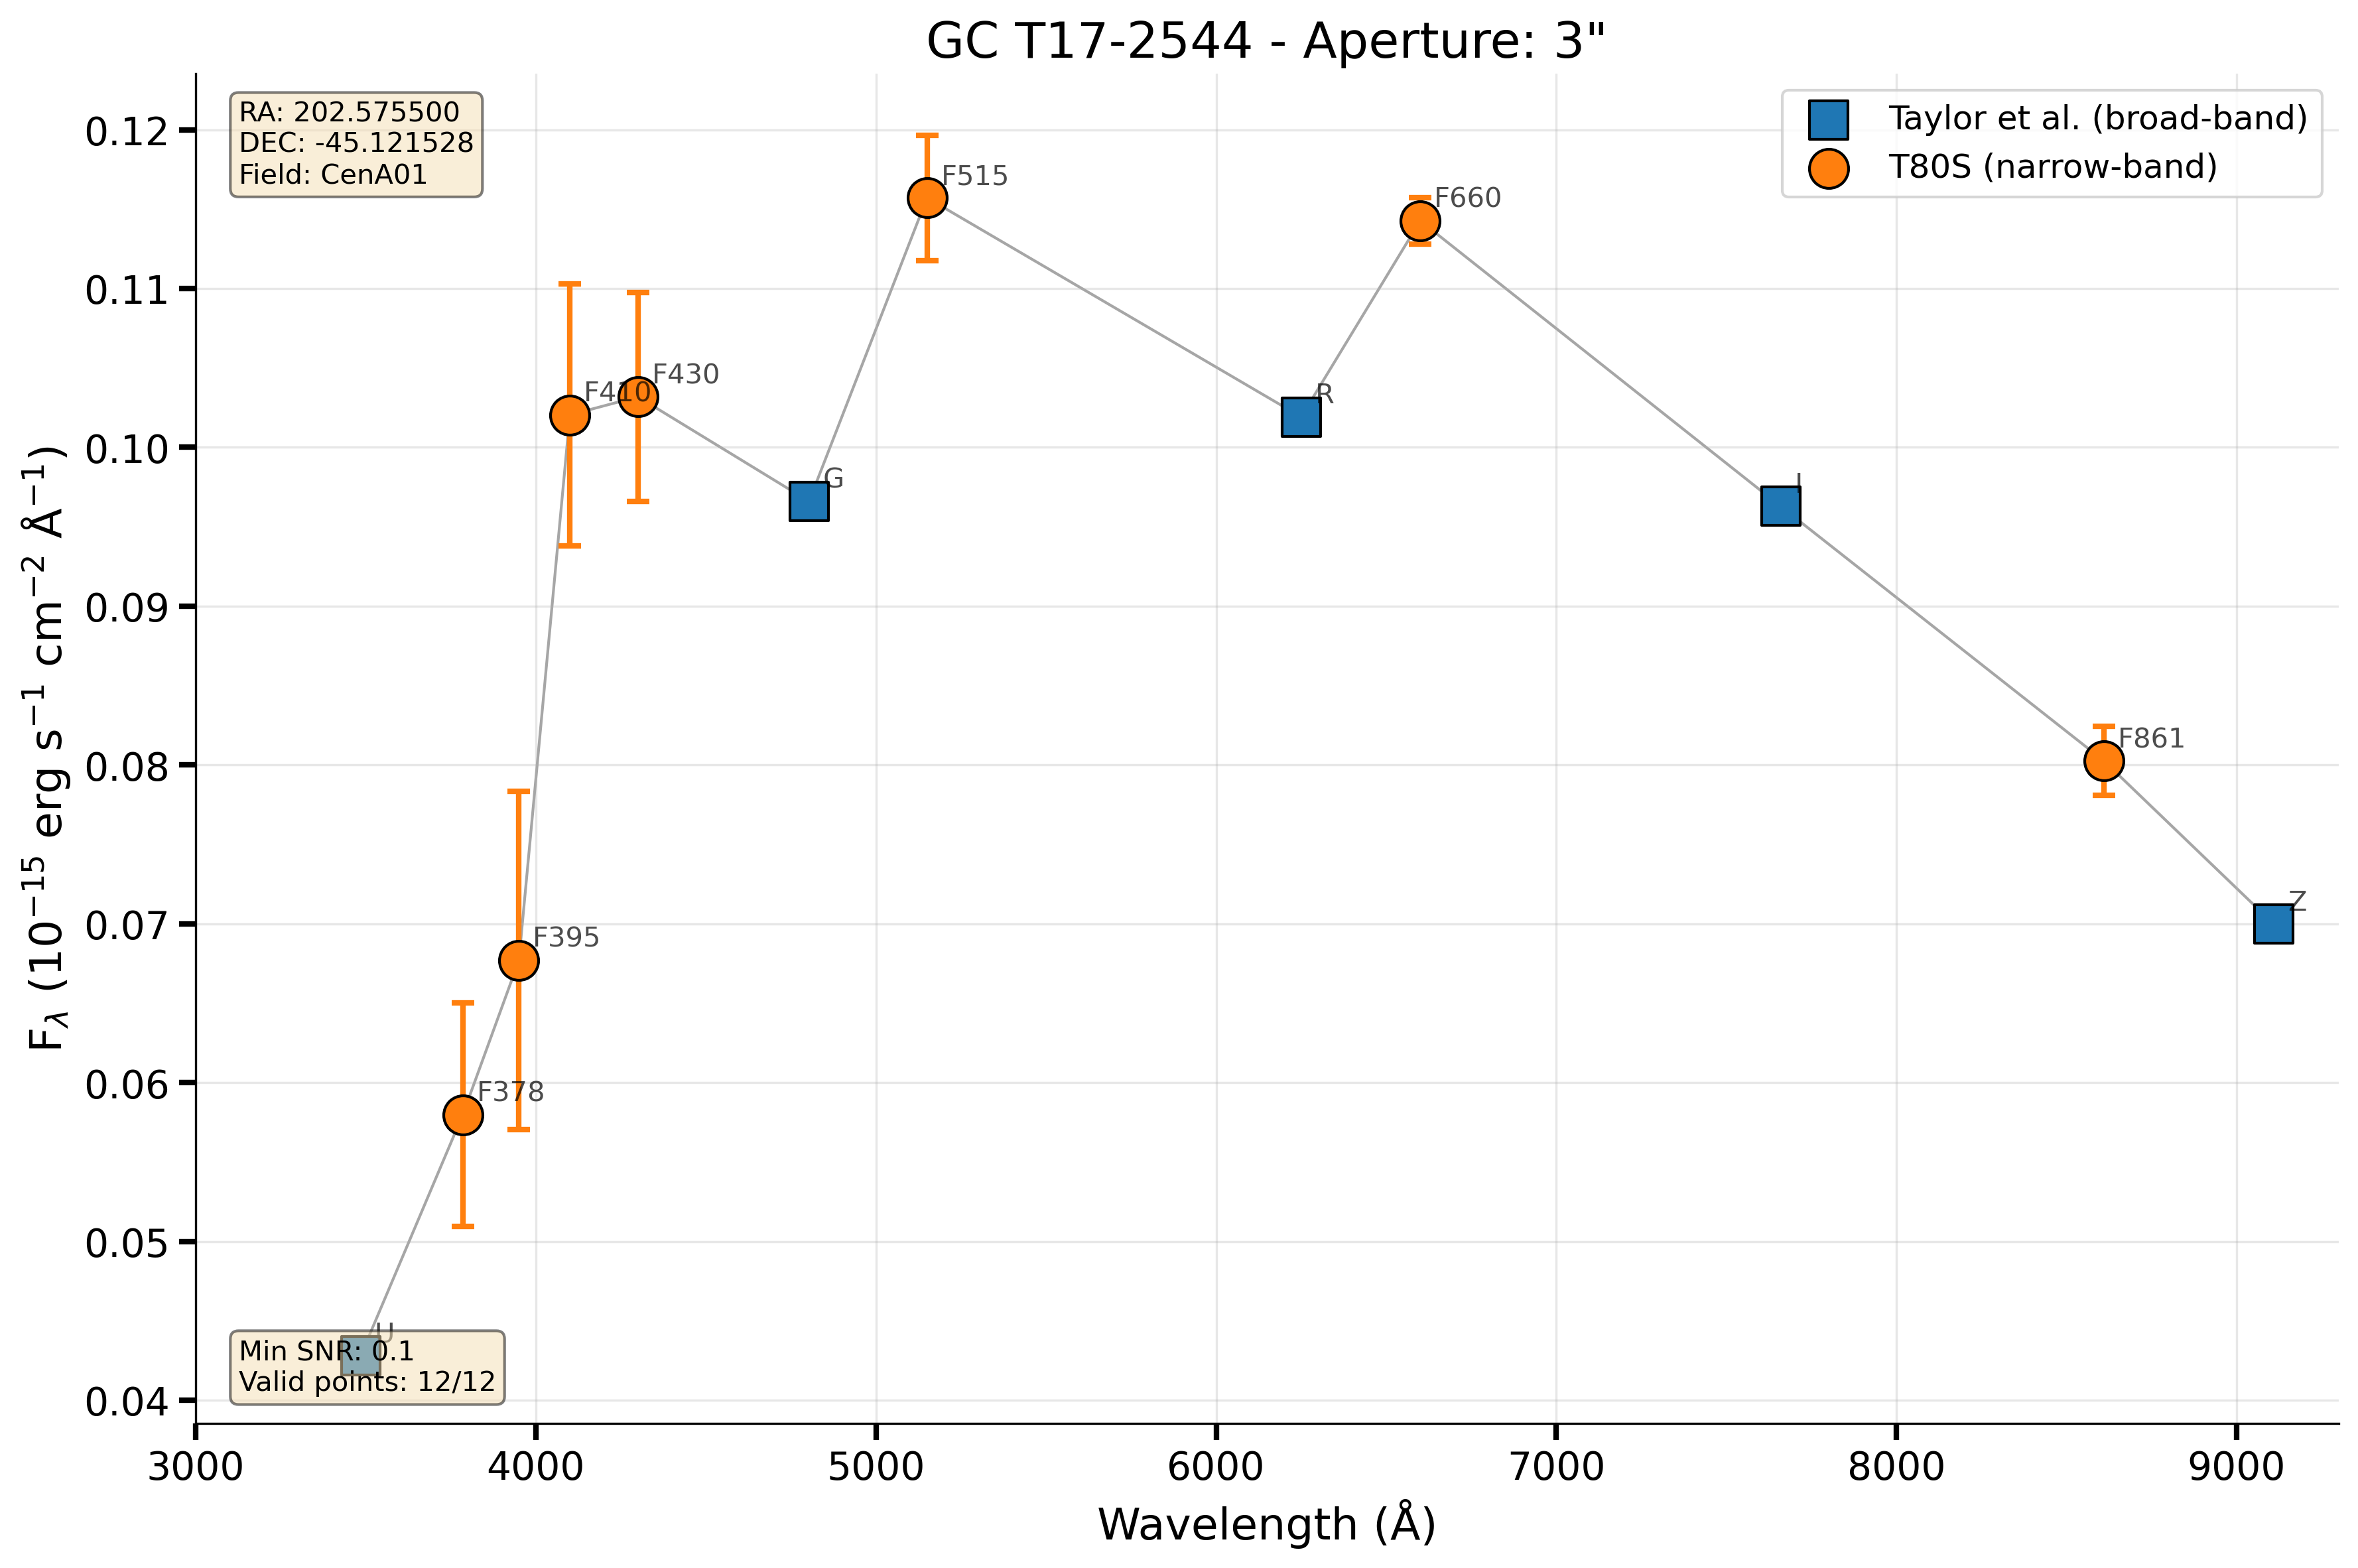 GC T17-2544 - Aperture: 3"
RA: 202.575500
DEC: -45.121528
Field: CenA01
Taylor et al. (broad-band)
T80S (narrow-band)
0.12
0.11
0.10
0.09
0.08
0.07
0.06
0.05
0.04
F515
F660
F430
F410
R
G
I
F861
F395
Z
F378
U
Min SNR: 0.1
Valid points: 12/12
F_λ (10⁻¹⁵ erg s⁻¹ cm⁻² Å⁻¹)
3000 4000 5000 6000 7000 8000 9000
Wavelength (Å)